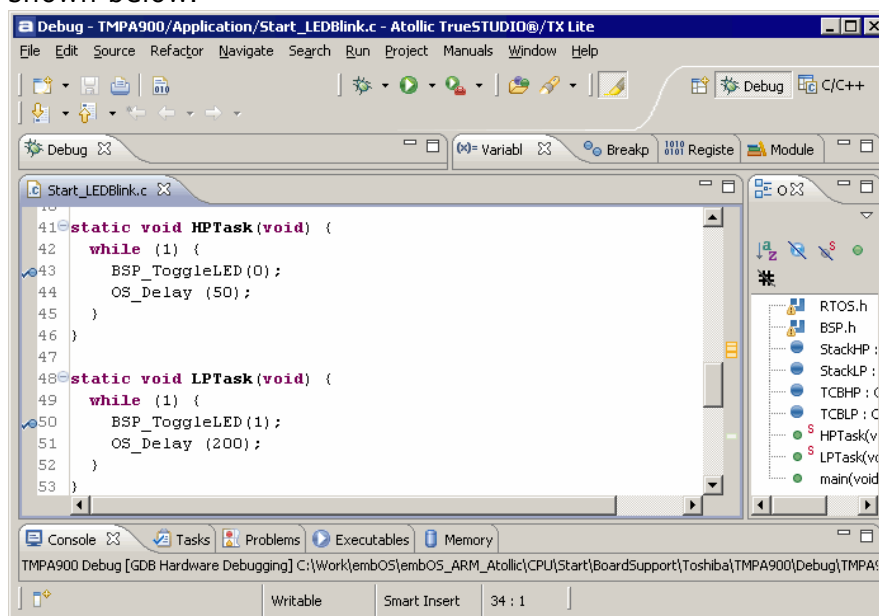 shown below.
Debug - TMPA900/Application/Start_LEDBlink.c - Atollic TrueSTUDIO®/TX Lite
File Edit Source Refactor Navigate Search Run Project Manuals Window Help
Debug C/C++
Debug (x)= Variabl Breakp Registe Module
Start_LEDBlink.c O
41 static void HPTask(void) {
42 while (1) {
43 BSP_ToggleLED(0);
44 OS_Delay (50);
45 }
46 }
47
48 static void LPTask(void) {
49 while (1) {
50 BSP_ToggleLED(1);
51 OS_Delay (200);
52 }
53 }
RTOS.h
BSP.h
StackHP :
StackLP :
TCBHP : O
TCBLP : O
HPTask(v
LPTask(vo
main(void
Console Tasks Problems Executables Memory
TMPA900 Debug [GDB Hardware Debugging] C:\Work\embOS\embOS_ARM_Atollic\CPU\Start\BoardSupport\Toshiba\TMPA900\Debug\TMPA9
Writable Smart Insert 34 : 1